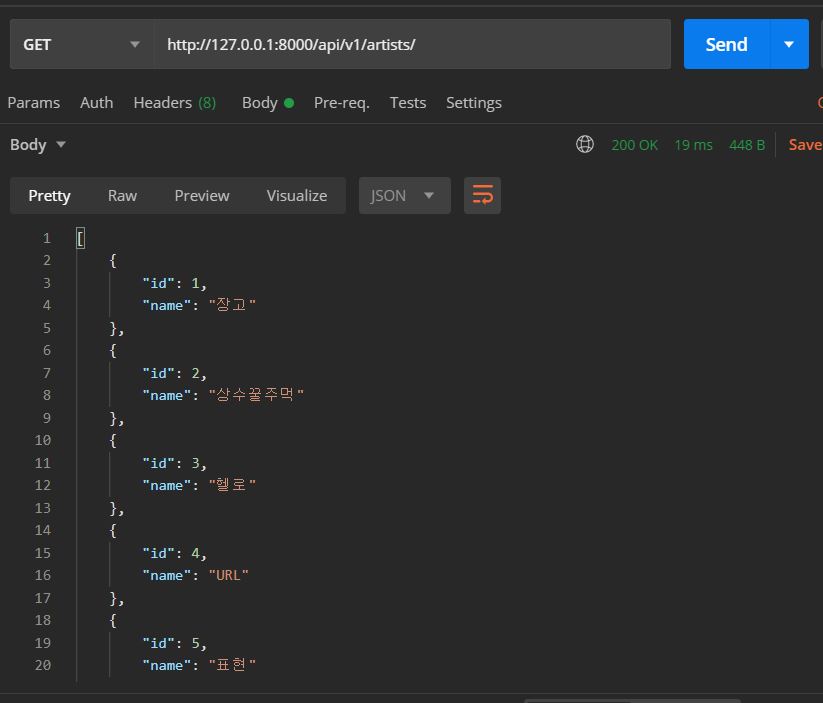 GET http://127.0.0.1:8000/api/v1/artists/ Send
Params Auth Headers (8) Body Pre-req. Tests Settings
Body 200 OK 19 ms 448 B Save
Pretty Raw Preview Visualize JSON
1 [
2 {
3 "id": 1,
4 "name": "장고"
5 },
6 {
7 "id": 2,
8 "name": "상수꿀주먹"
9 },
10 {
11 "id": 3,
12 "name": "헬로"
13 },
14 {
15 "id": 4,
16 "name": "URL"
17 },
18 {
19 "id": 5,
20 "name": "표현"